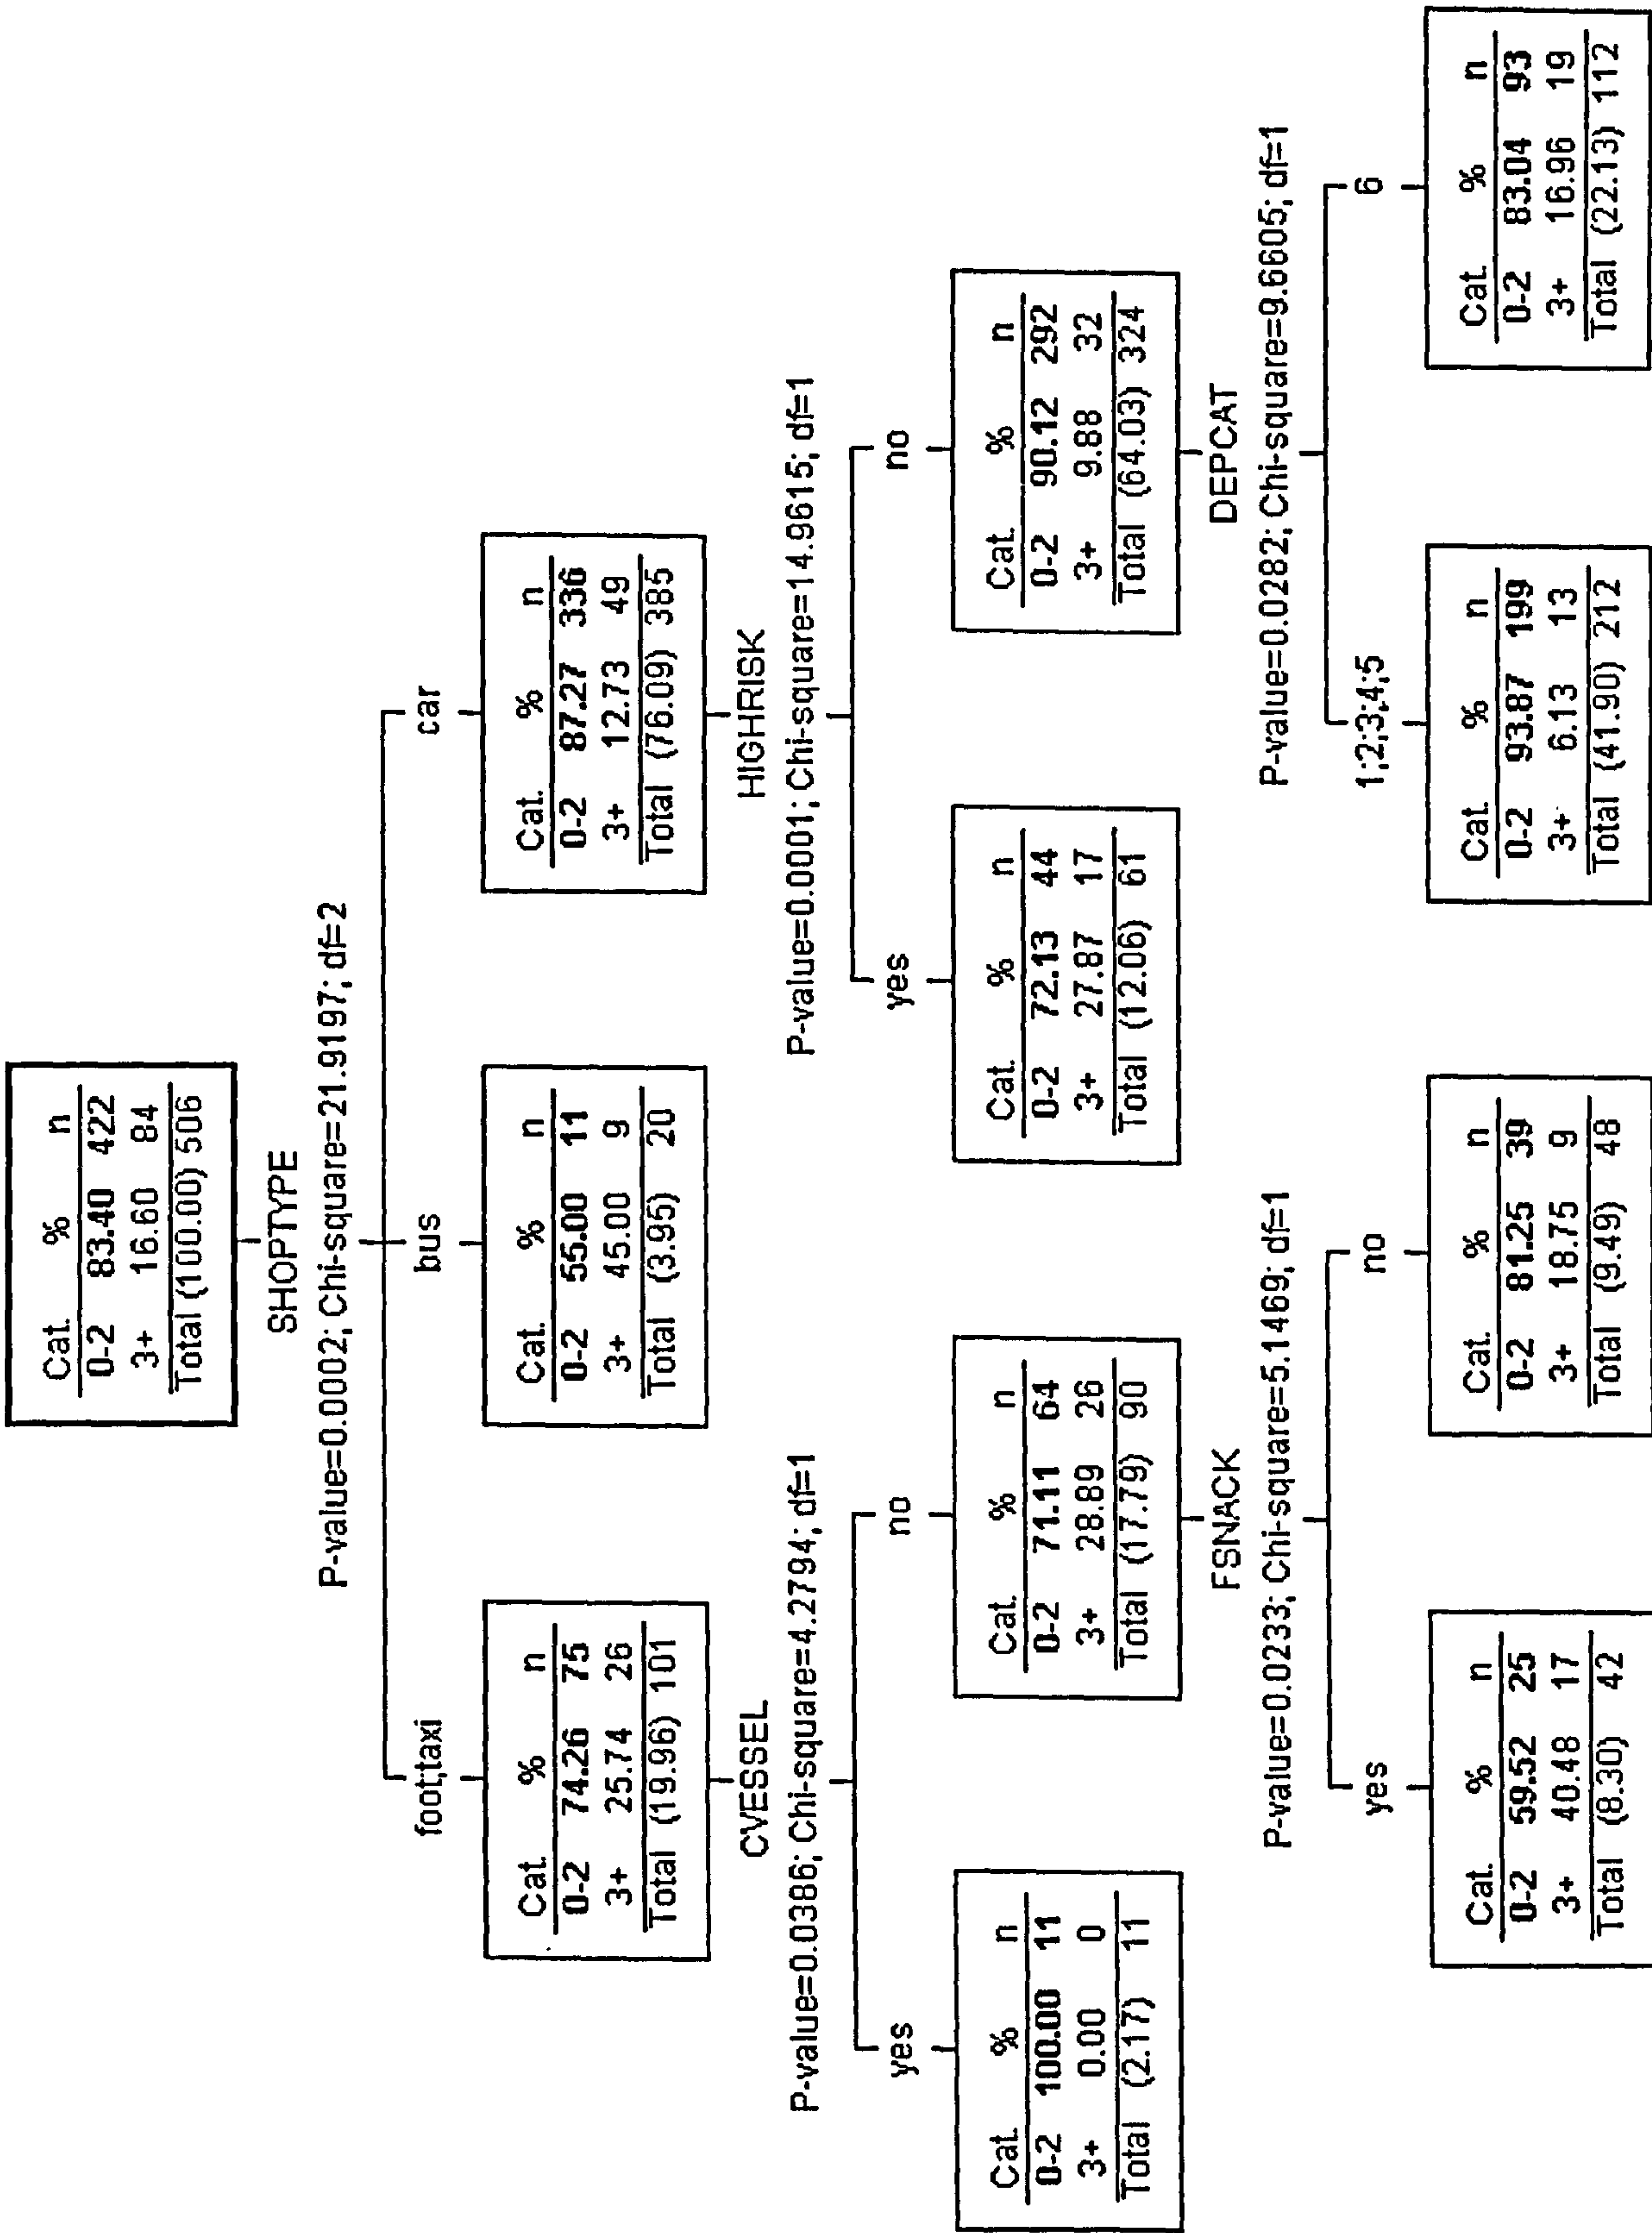 Cat. % n
0-2 83.40 422
3+ 16.60 84
Total (100.00) 506
SHOPTYPE
P-value=0.0002; Chi-square=21.9197; df=2
foot;taxi
bus
car
Cat. % n
0-2 74.26 75
3+ 25.74 26
Total (19.96) 101
Cat. % n
0-2 55.00 11
3+ 45.00 9
Total (3.95) 20
Cat. % n
0-2 87.27 336
3+ 12.73 49
Total (76.09) 385
CVESSEL
P-value=0.0386; Chi-square=4.2794; df=1
HIGHRISK
P-value=0.0001; Chi-square=14.9615; df=1
yes
no
yes
no
Cat. % n
0-2 100.00 11
3+ 0.00 0
Total (2.17) 11
Cat. % n
0-2 71.11 64
3+ 28.89 26
Total (17.79) 90
Cat. % n
0-2 72.13 44
3+ 27.87 17
Total (12.06) 61
Cat. % n
0-2 90.12 292
3+ 9.88 32
Total (64.03) 324
FSNACK
P-value=0.0233; Chi-square=5.1469; df=1
DEPCAT
P-value=0.0282; Chi-square=9.6605; df=1
yes
no
1;2;3;4;5
6
Cat. % n
0-2 59.52 25
3+ 40.48 17
Total (8.30) 42
Cat. % n
0-2 81.25 39
3+ 18.75 9
Total (9.49) 48
Cat. % n
0-2 93.87 199
3+ 6.13 13
Total (41.90) 212
Cat. % n
0-2 83.04 93
3+ 16.96 19
Total (22.13) 112